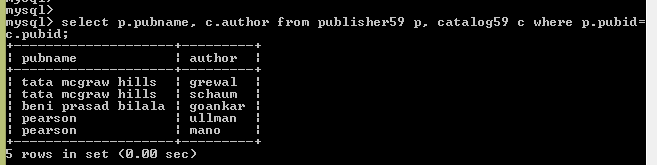 mysql>
mysql> select p.pubname, c.author from publisher59 p, catalog59 c where p.pubid=
c.pubid;
+--------------------+---------+
| pubname            | author  |
+--------------------+---------+
| tata mcgraw hills  | grewal  |
| tata mcgraw hills  | schaum  |
| beni prasad bilala | goankar |
| pearson            | ullman  |
| pearson            | mano    |
+--------------------+---------+
5 rows in set (0.00 sec)